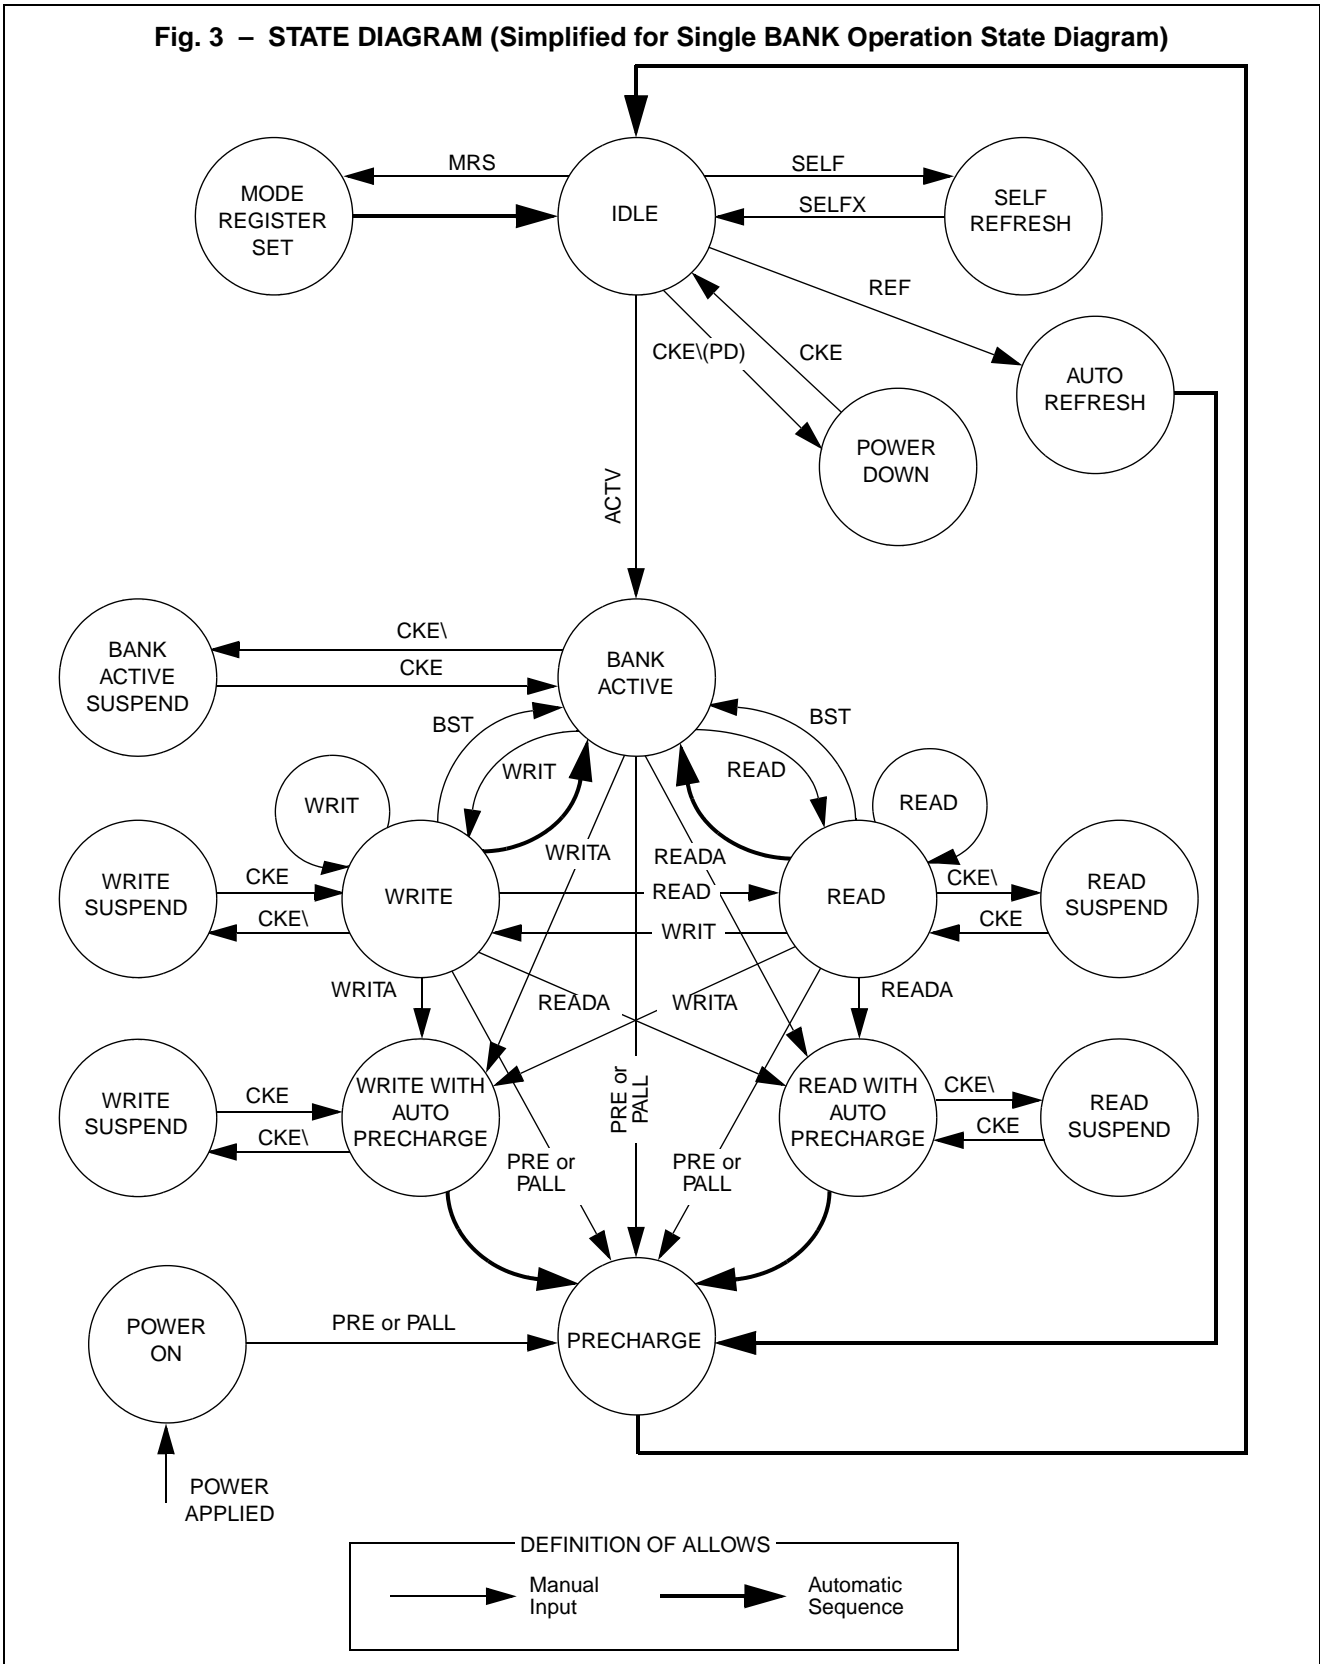 Fig. 3 – STATE DIAGRAM (Simplified for Single BANK Operation State Diagram)
MODE
REGISTER
SET
MRS
IDLE
SELF
SELFX
SELF
REFRESH
REF
CKE\(PD)
CKE
AUTO
REFRESH
POWER
DOWN
ACTV
BANK
ACTIVE
SUSPEND
CKE\
CKE
BANK
ACTIVE
BST
BST
WRIT
READ
WRIT
READ
WRITA
READA
WRITE
SUSPEND
CKE
CKE\
WRITE
READ
WRIT
READ
CKE\
CKE
READ
SUSPEND
WRITA
READA
WRITA
READA
WRITE
SUSPEND
CKE
CKE\
WRITE WITH
AUTO
PRECHARGE
PRE or
PALL
READ WITH
AUTO
PRECHARGE
CKE\
CKE
READ
SUSPEND
PRE or
PALL
PRE or
PALL
POWER
ON
PRE or PALL
PRECHARGE
POWER
APPLIED
DEFINITION OF ALLOWS
Manual
Input
Automatic
Sequence